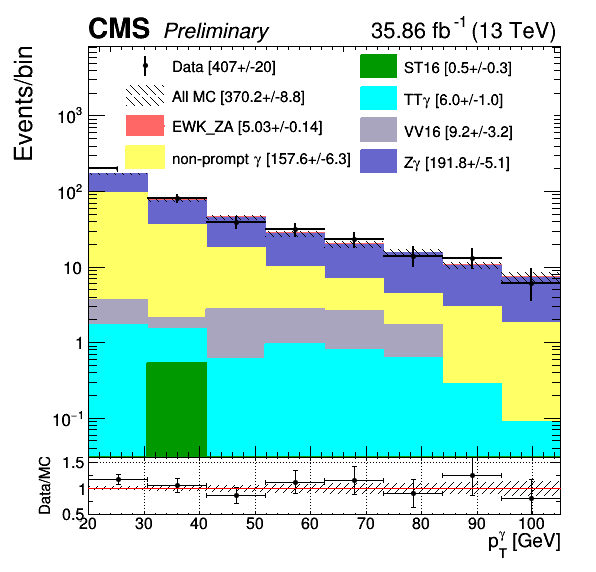 CMS Preliminary 35.86 fb⁻¹ (13 TeV)
Events/bin
Data [407+/-20]
All MC [370.2+/-8.8]
EWK_ZA [5.03+/-0.14]
non-prompt γ [157.6+/-6.3]
ST16 [0.5+/-0.3]
TTγ [6.0+/-1.0]
VV16 [9.2+/-3.2]
Zγ [191.8+/-5.1]
10³
10²
10
1
10⁻¹
Data/MC
1.5
1
0.5
20 30 40 50 60 70 80 90 100
p_T^γ [GeV]